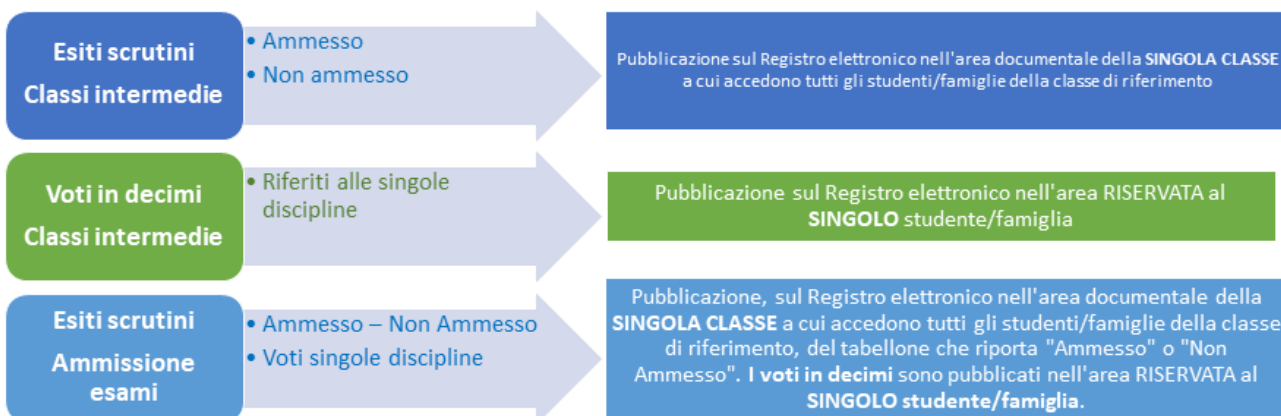 Esiti scrutini
Classi intermedie
• Ammesso
• Non ammesso
Pubblicazione sul Registro elettronico nell'area documentale della SINGOLA CLASSE
a cui accedono tutti gli studenti/famiglie della classe di riferimento
Voti in decimi
Classi intermedie
• Riferiti alle singole
discipline
Pubblicazione sul Registro elettronico nell'area RISERVATA al
SINGOLO studente/famiglia
Esiti scrutini
Ammissione
esami
• Ammesso – Non Ammesso
• Voti singole discipline
Pubblicazione, sul Registro elettronico nell'area documentale della
SINGOLA CLASSE a cui accedono tutti gli studenti/famiglie della classe
di riferimento, del tabellone che riporta "Ammesso" o "Non
Ammesso". I voti in decimi sono pubblicati nell'area RISERVATA al
SINGOLO studente/famiglia.